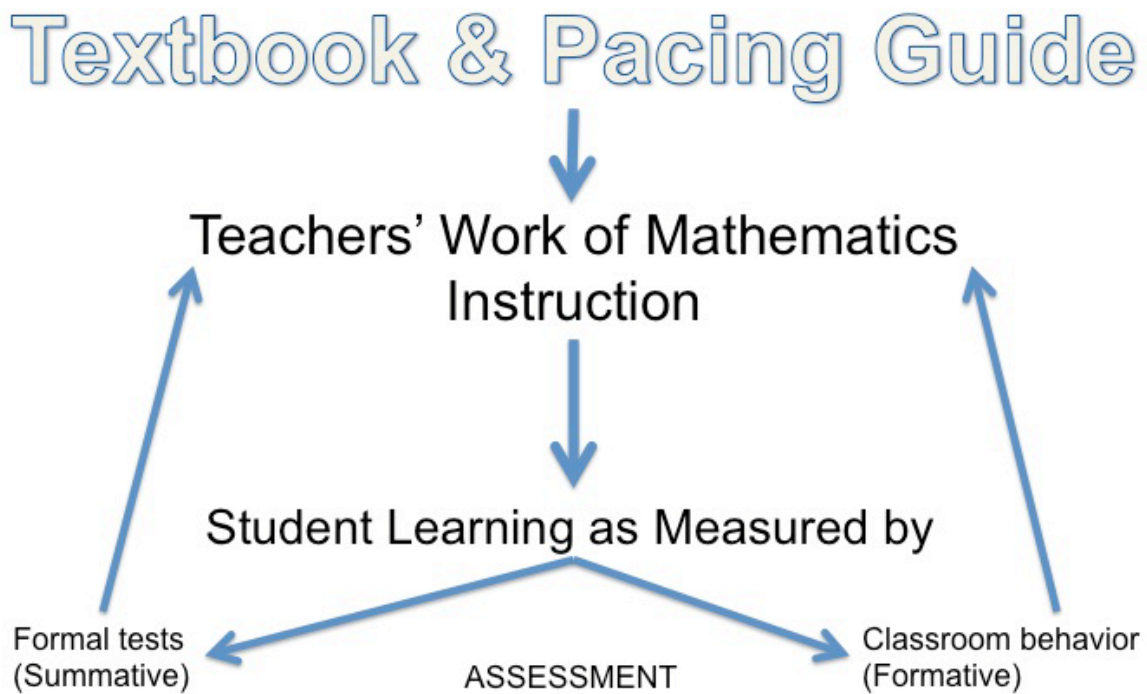 Textbook & Pacing Guide
Teachers’ Work of Mathematics
Instruction
Student Learning as Measured by
Formal tests
(Summative)
ASSESSMENT
Classroom behavior
(Formative)